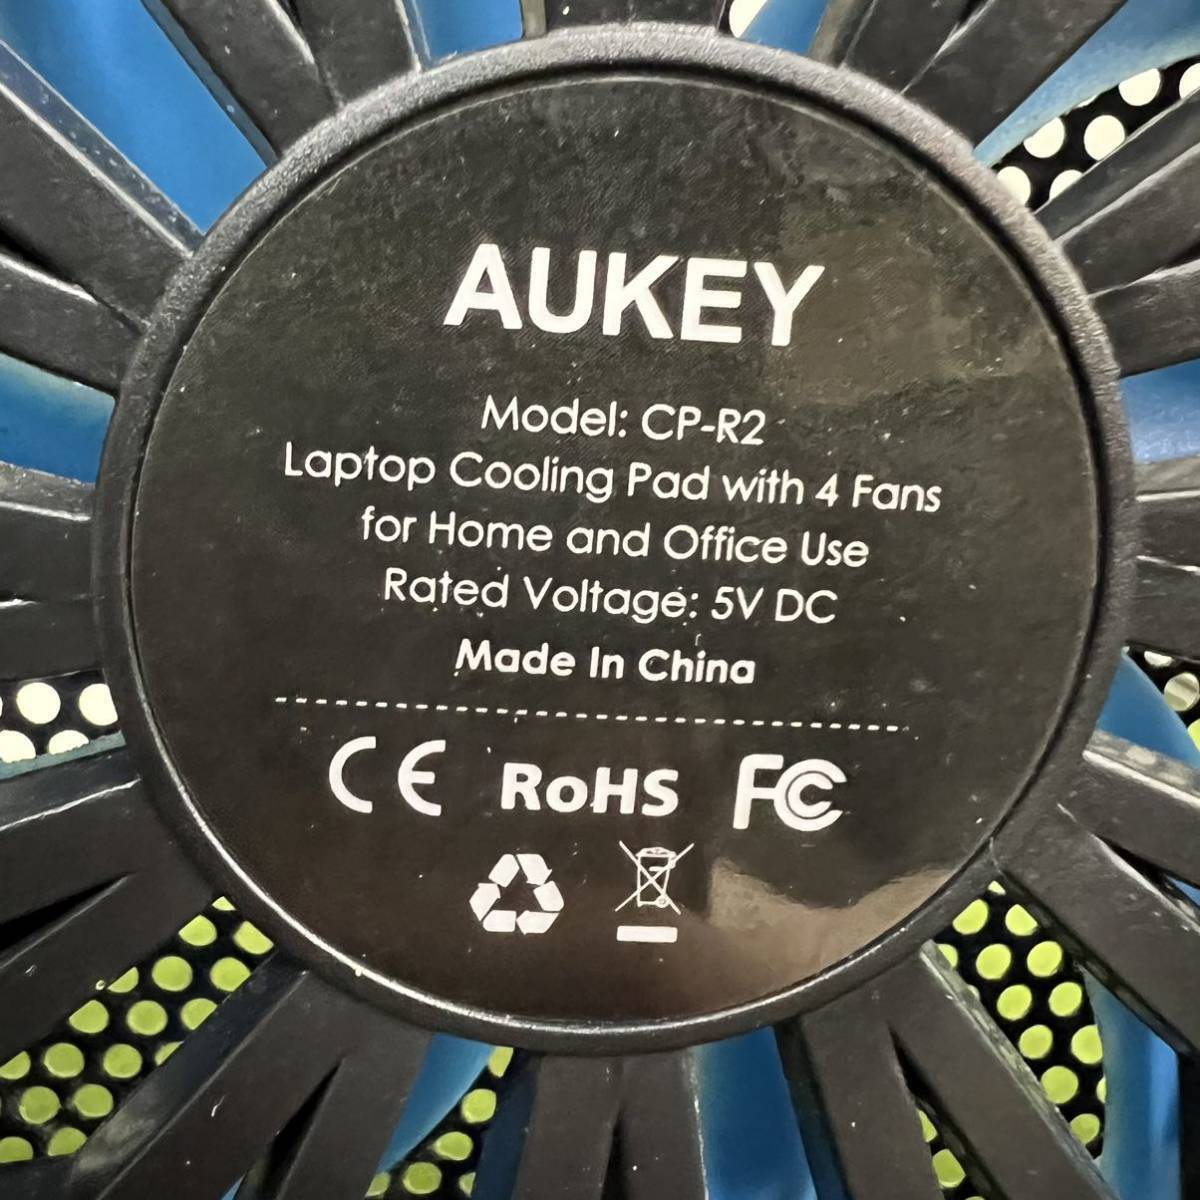 AUKEY
Model: CP-R2
Laptop Cooling Pad with 4 Fans
for Home and Office Use
Rated Voltage: 5V DC
Made In China
CE RoHS FC